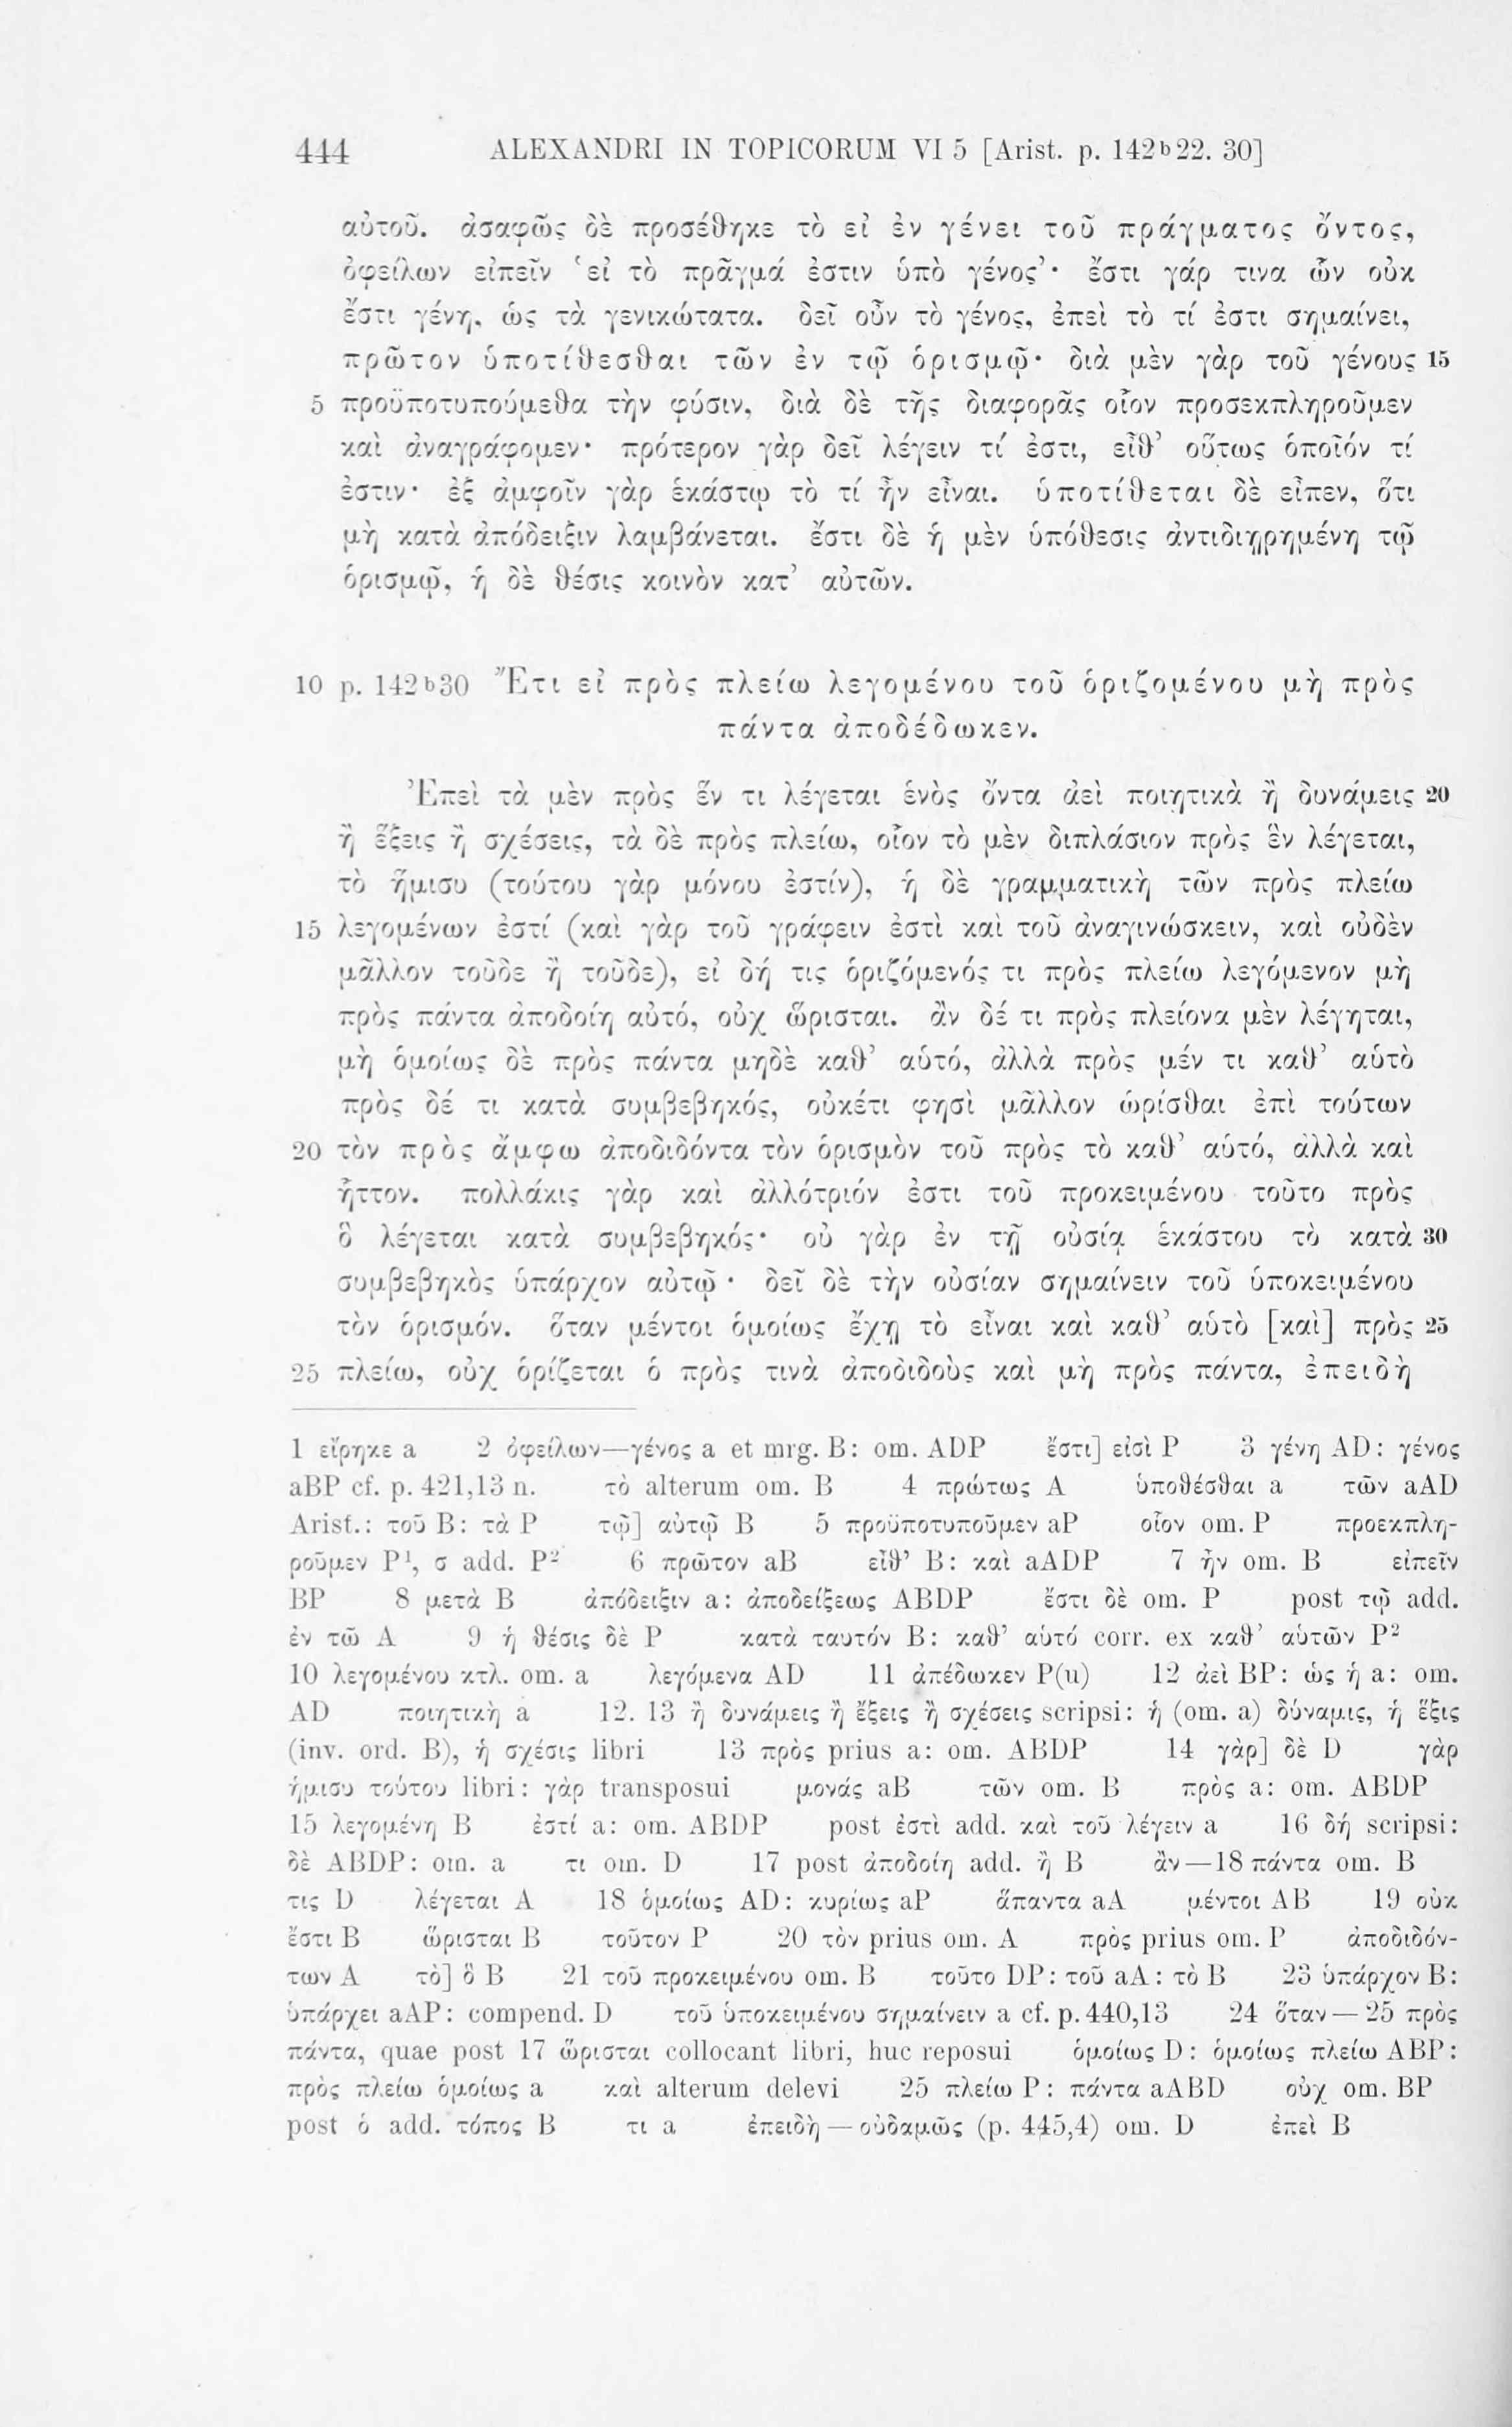 444 ALEXANDRI IN TOPICORUM VI 5 [Arist. p. 142b22. 30]
αὐτοῦ. ἀσαφῶς δὲ προσέθηκε τὸ εἰ ἐν γένει τοῦ πράγματος ὄντος,
ὀφείλων εἰπεῖν ‘εἰ τὸ πρᾶγμά ἐστιν ὑπὸ γένος’· ἔστι γάρ τινα ὧν οὐκ
ἔστι γένη, ὡς τὰ γενικώτατα. δεῖ οὖν τὸ γένος, ἐπεὶ τὸ τί ἐστι σημαίνει,
πρῶτον ὑποτίθεσθαι τῶν ἐν τῷ ὁρισμῷ· διὰ μὲν γὰρ τοῦ γένους 15
5 προϋποτυπούμεθα τὴν φύσιν, διὰ δὲ τῆς διαφορᾶς οἷον προσεκπληροῦμεν
καὶ ἀναγράφομεν· πρότερον γὰρ δεῖ λέγειν τί ἐστι, εἶθ’ οὕτως ὁποῖόν τί
ἐστιν· ἐξ ἀμφοῖν γὰρ ἑκάστῳ τὸ τί ἦν εἶναι. ὑποτίθεται δὲ εἶπεν, ὅτι
μὴ κατὰ ἀπόδειξιν λαμβάνεται. ἔστι δὲ ἡ μὲν ὑπόθεσις ἀντιδιῃρημένη τῷ
ὁρισμῷ, ἡ δὲ θέσις κοινὸν κατ’ αὐτῶν.
10 p. 142b30 Ἔτι εἰ πρὸς πλείω λεγομένου τοῦ ὁριζομένου μὴ πρὸς
πάντα ἀποδέδωκεν.
Ἐπεὶ τὰ μὲν πρὸς ἕν τι λέγεται ἑνὸς ὄντα ἀεὶ ποιητικὰ ἢ δυνάμεις 20
ἢ ἕξεις ἢ σχέσεις, τὰ δὲ πρὸς πλείω, οἷον τὸ μὲν διπλάσιον πρὸς ἓν λέγεται,
τὸ ἥμισυ (τούτου γὰρ μόνου ἐστίν), ἡ δὲ γραμματικὴ τῶν πρὸς πλείω
15 λεγομένων ἐστί (καὶ γὰρ τοῦ γράφειν ἐστὶ καὶ τοῦ ἀναγινώσκειν, καὶ οὐδὲν
μᾶλλον τοῦδε ἢ τοῦδε), εἰ δή τις ὁριζόμενός τι πρὸς πλείω λεγόμενον μὴ
πρὸς πάντα ἀποδοίη αὐτό, οὐχ ὥρισται. ἂν δέ τι πρὸς πλείονα μὲν λέγηται,
μὴ ὁμοίως δὲ πρὸς πάντα μηδὲ καθ’ αὑτό, ἀλλὰ πρὸς μέν τι καθ’ αὑτὸ
πρὸς δέ τι κατὰ συμβεβηκός, οὐκέτι φησὶ μᾶλλον ὡρίσθαι ἐπὶ τούτων
20 τὸν πρὸς ἄμφω ἀποδιδόντα τὸν ὁρισμὸν τοῦ πρὸς τὸ καθ’ αὑτό, ἀλλὰ καὶ
ἧττον. πολλάκις γὰρ καὶ ἀλλότριόν ἐστι τοῦ προκειμένου τοῦτο πρὸς
ὃ λέγεται κατὰ συμβεβηκός· οὐ γὰρ ἐν τῇ οὐσίᾳ ἑκάστου τὸ κατὰ 30
συμβεβηκὸς ὑπάρχον αὐτῷ· δεῖ δὲ τὴν οὐσίαν σημαίνειν τοῦ ὑποκειμένου
τὸν ὁρισμόν. ὅταν μέντοι ὁμοίως ἔχῃ τὸ εἶναι καὶ καθ’ αὑτὸ [καὶ] πρὸς 25
25 πλείω, οὐχ ὁρίζεται ὁ πρὸς τινὰ ἀποδιδοὺς καὶ μὴ πρὸς πάντα, ἐπειδὴ
1 εἴρηκε a 2 ὀφείλων—γένος a et mrg. B: om. ADP ἔστι] εἰσὶ P 3 γένη AD: γένος
aBP cf. p. 421,13 n. τὸ alterum om. B 4 πρώτως A ὑποθέσθαι a τῶν aAD
Arist.: τοῦ B: τὰ P τῷ] αὐτῷ B 5 προϋποτυποῦμεν aP οἷον om. P προεκπλη-
ροῦμεν P¹, σ add. P² 6 πρῶτον aB εἶθ’ B: καὶ aADP 7 ἦν om. B εἰπεῖν
BP 8 μετὰ B ἀπόδειξιν a: ἀποδείξεως ABDP ἔστι δὲ om. P post τῷ add.
ἐν τῶ A 9 ἡ θέσις δὲ P κατὰ ταυτόν B: καθ’ αὑτό corr. ex καθ’ αὑτῶν P²
10 λεγομένου κτλ. om. a λεγόμενα AD 11 ἀπέδωκεν P(u) 12 ἀεὶ BP: ὡς ἡ a: om.
AD ποιητικὴ a 12. 13 ἢ δυνάμεις ἢ ἕξεις ἢ σχέσεις scripsi: ἡ (om. a) δύναμις, ἡ ἕξις
(inv. ord. B), ἡ σχέσις libri 13 πρὸς prius a: om. ABDP 14 γὰρ] δὲ D γὰρ
ἥμισυ τούτου libri: γὰρ transposui μονάς aB τῶν om. B πρὸς a: om. ABDP
15 λεγομένη B ἐστί a: om. ABDP post ἐστὶ add. καὶ τοῦ λέγειν a 16 δή scripsi:
δὲ ABDP: om. a τι om. D 17 post ἀποδοίη add. ἢ B ἂν—18 πάντα om. B
τις D λέγεται A 18 ὁμοίως AD: κυρίως aP ἅπαντα aA μέντοι AB 19 οὐκ
ἔστι B ὥρισται B τοῦτον P 20 τὸν prius om. A πρὸς prius om. P ἀποδιδόν-
των A τὸ] ὃ B 21 τοῦ προκειμένου om. B τοῦτο DP: τοῦ aA: τὸ B 23 ὑπάρχον B:
ὑπάρχει aAP: compend. D τοῦ ὑποκειμένου σημαίνειν a cf. p. 440,13 24 ὅταν — 25 πρὸς
πάντα, quae post 17 ὥρισται collocant libri, huc reposui ὁμοίως D: ὁμοίως πλείω ABP:
πρὸς πλείω ὁμοίως a καὶ alterum delevi 25 πλείω P: πάντα aABD οὐχ om. BP
post ὁ add. τόπος B τι a ἐπειδὴ — οὐδαμῶς (p. 445,4) om. D ἐπεὶ B